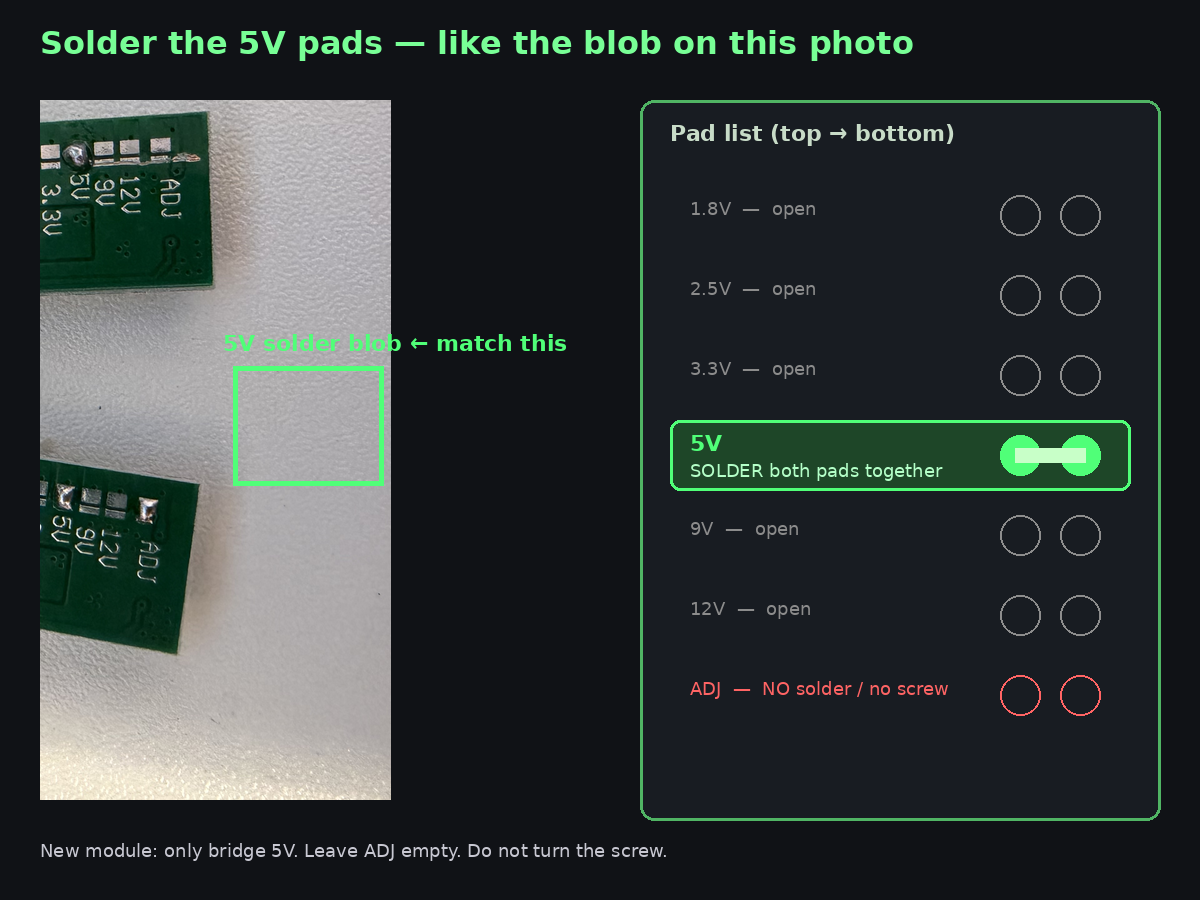 Solder the 5V pads — like the blob on this photo
3.3V
5V
9V
12V
ADJ
5V solder blob ← match this
5V
9V
12V
ADJ
Pad list (top → bottom)
1.8V — open
2.5V — open
3.3V — open
5V
SOLDER both pads together
9V — open
12V — open
ADJ — NO solder / no screw
New module: only bridge 5V. Leave ADJ empty. Do not turn the screw.